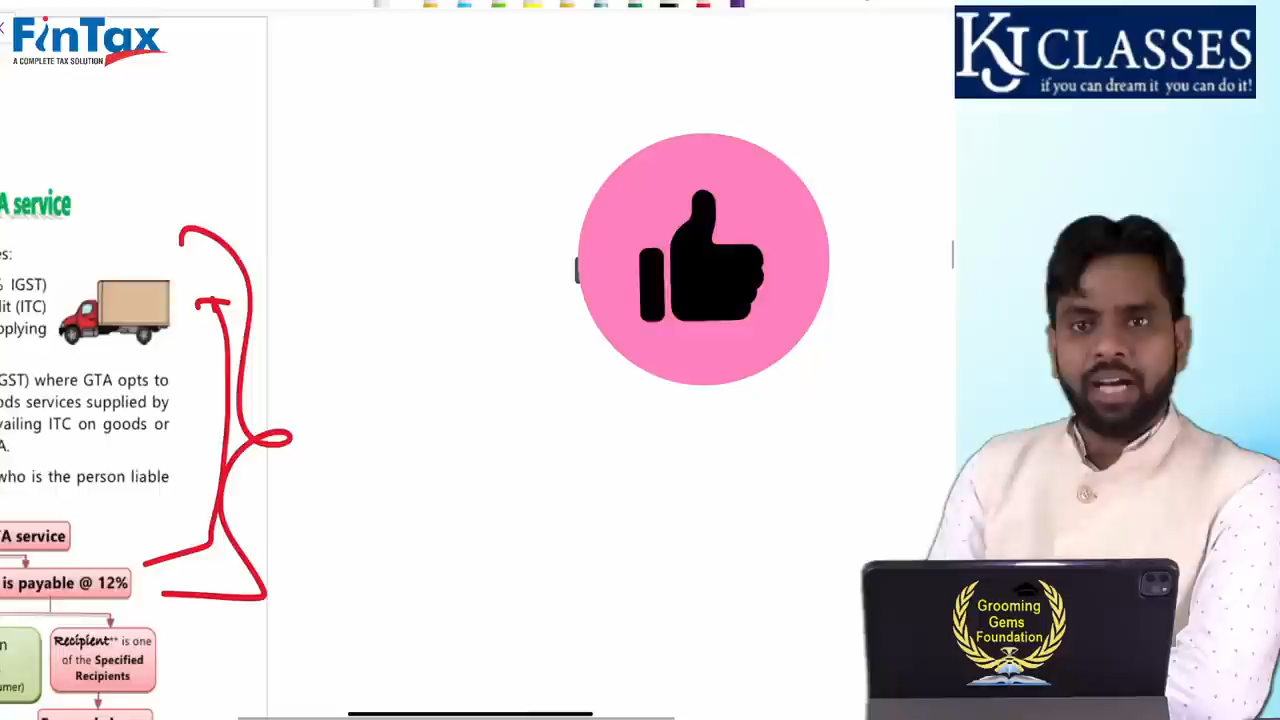 FinTax
A COMPLETE TAX SOLUTION
KJ CLASSES
if you can dream it you can do it!
A service
es:
IGST)
dit (ITC)
pplying
GST) where GTA opts to
ods services supplied by
vailing ITC on goods or
A.
who is the person liable
TA service
is payable @ 12%
Recipient** is one
of the Specified
Recipients
n
umer)
Grooming
Gems
Foundation